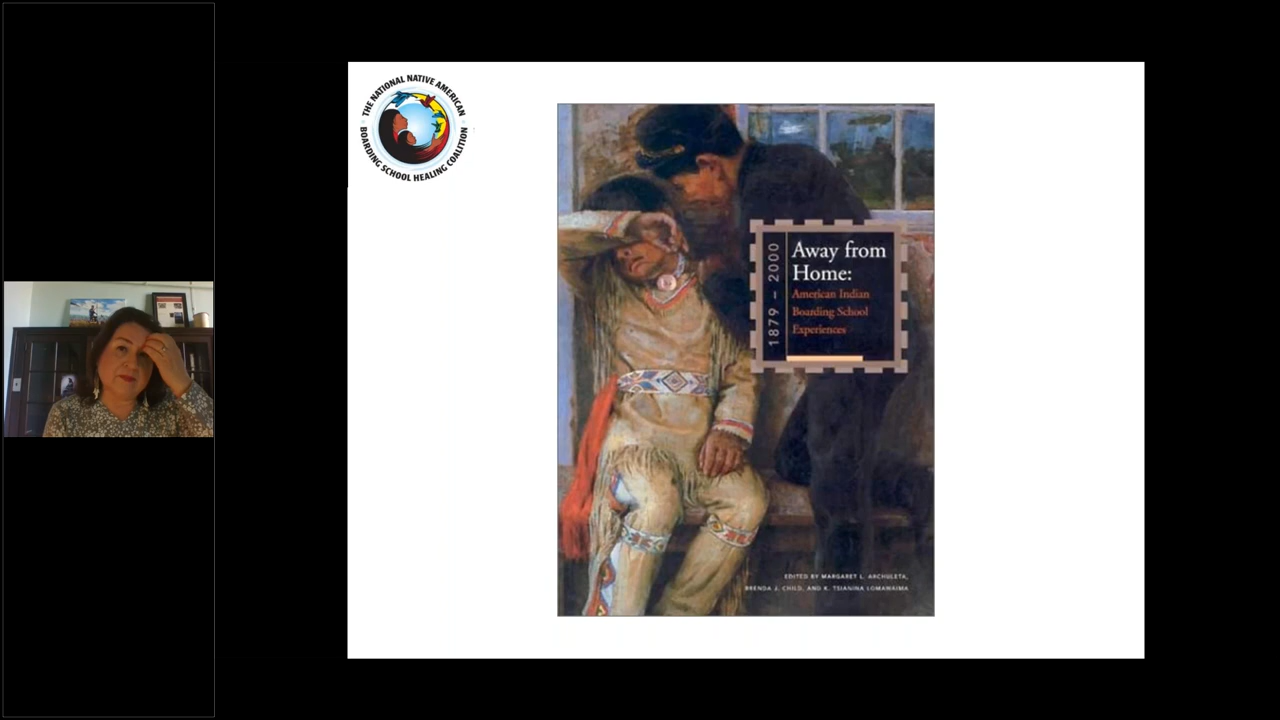 THE NATIONAL NATIVE AMERICAN
BOARDING SCHOOL HEALING COALITION
1879 – 2000
Away from
Home:
American Indian
Boarding School
Experiences
EDITED BY MARGARET L. ARCHULETA,
BRENDA J. CHILD, AND K. TSIANINA LOMAWAIMA